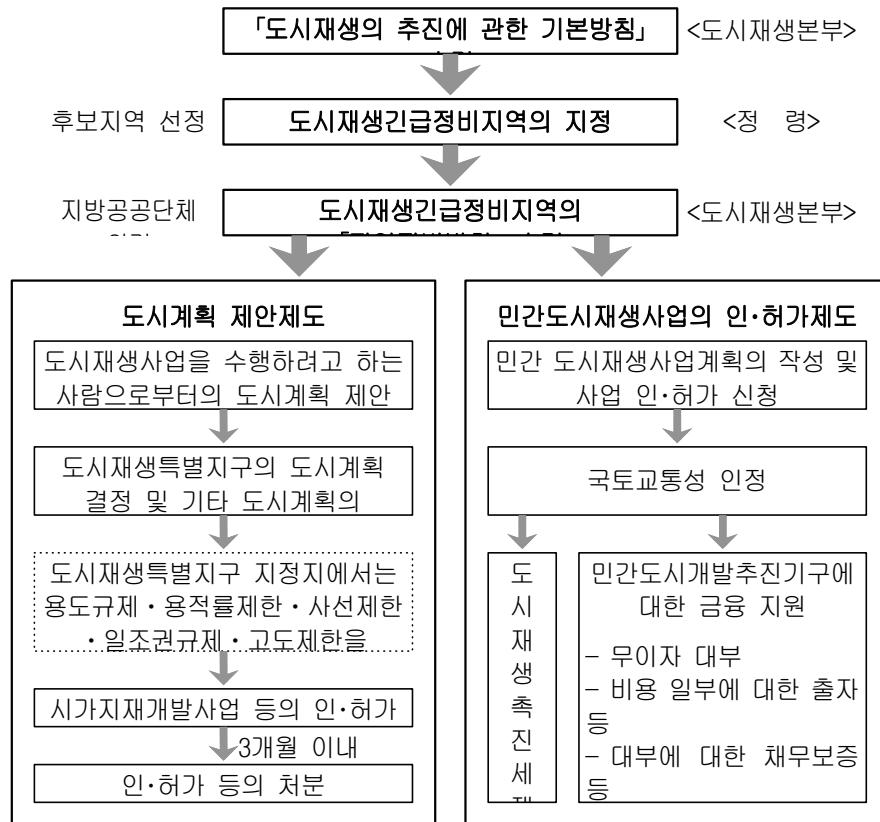 「도시재생의 추진에 관한 기본방침」
<도시재생본부>
후보지역 선정
도시재생긴급정비지역의 지정
<정 령>
지방공공단체
도시재생긴급정비지역의
<도시재생본부>
도시계획 제안제도
도시재생사업을 수행하려고 하는
사람으로부터의 도시계획 제안
도시재생특별지구의 도시계획
결정 및 기타 도시계획의
도시재생특별지구 지정지에서는
용도규제·용적률제한·사선제한
·일조권규제·고도제한을
시가지재개발사업 등의 인·허가
3개월 이내
인·허가 등의 처분
민간도시재생사업의 인·허가제도
민간 도시재생사업계획의 작성 및
사업 인·허가 신청
국토교통성 인정
도
시
재
생
촉
진
세
민간도시개발추진기구에
대한 금융 지원
– 무이자 대부
– 비용 일부에 대한 출자
등
– 대부에 대한 채무보증
등